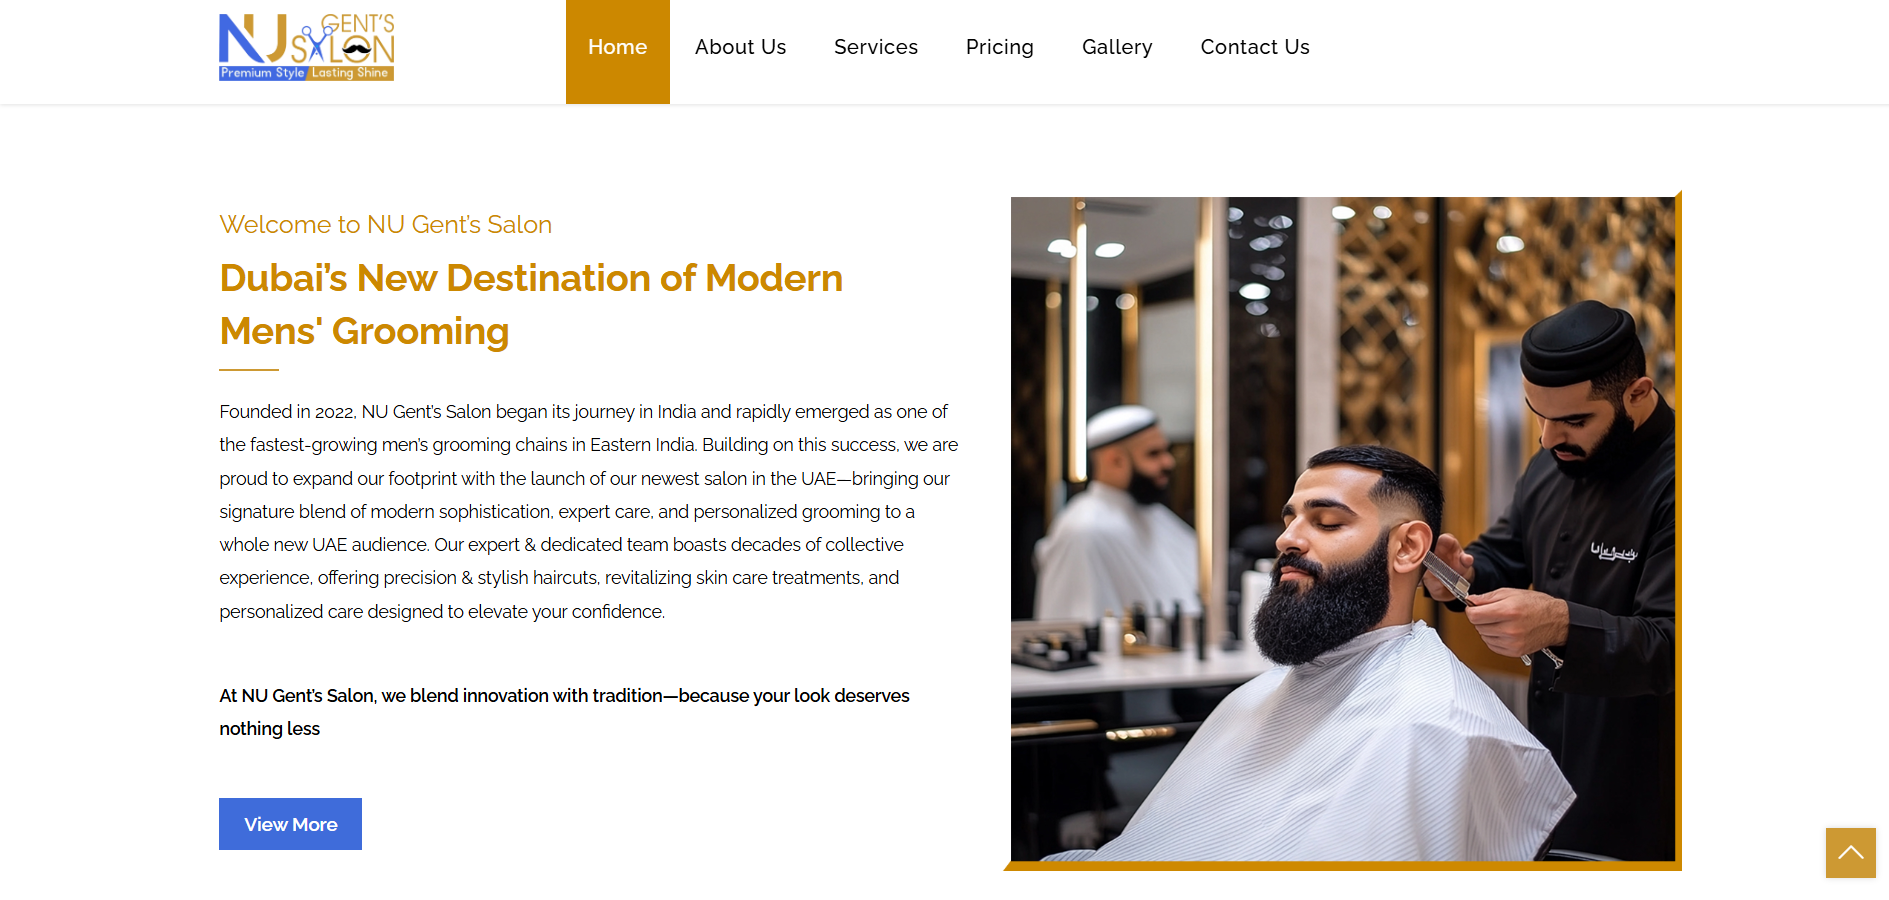 NU GENT'S
SALON
Premium Style Lasting Shine
Home
About Us
Services
Pricing
Gallery
Contact Us
Welcome to NU Gent’s Salon
Dubai’s New Destination of Modern
Mens' Grooming
Founded in 2022, NU Gent’s Salon began its journey in India and rapidly emerged as one of
the fastest-growing men’s grooming chains in Eastern India. Building on this success, we are
proud to expand our footprint with the launch of our newest salon in the UAE—bringing our
signature blend of modern sophistication, expert care, and personalized grooming to a
whole new UAE audience. Our expert & dedicated team boasts decades of collective
experience, offering precision & stylish haircuts, revitalizing skin care treatments, and
personalized care designed to elevate your confidence.
At NU Gent’s Salon, we blend innovation with tradition—because your look deserves
nothing less
View More